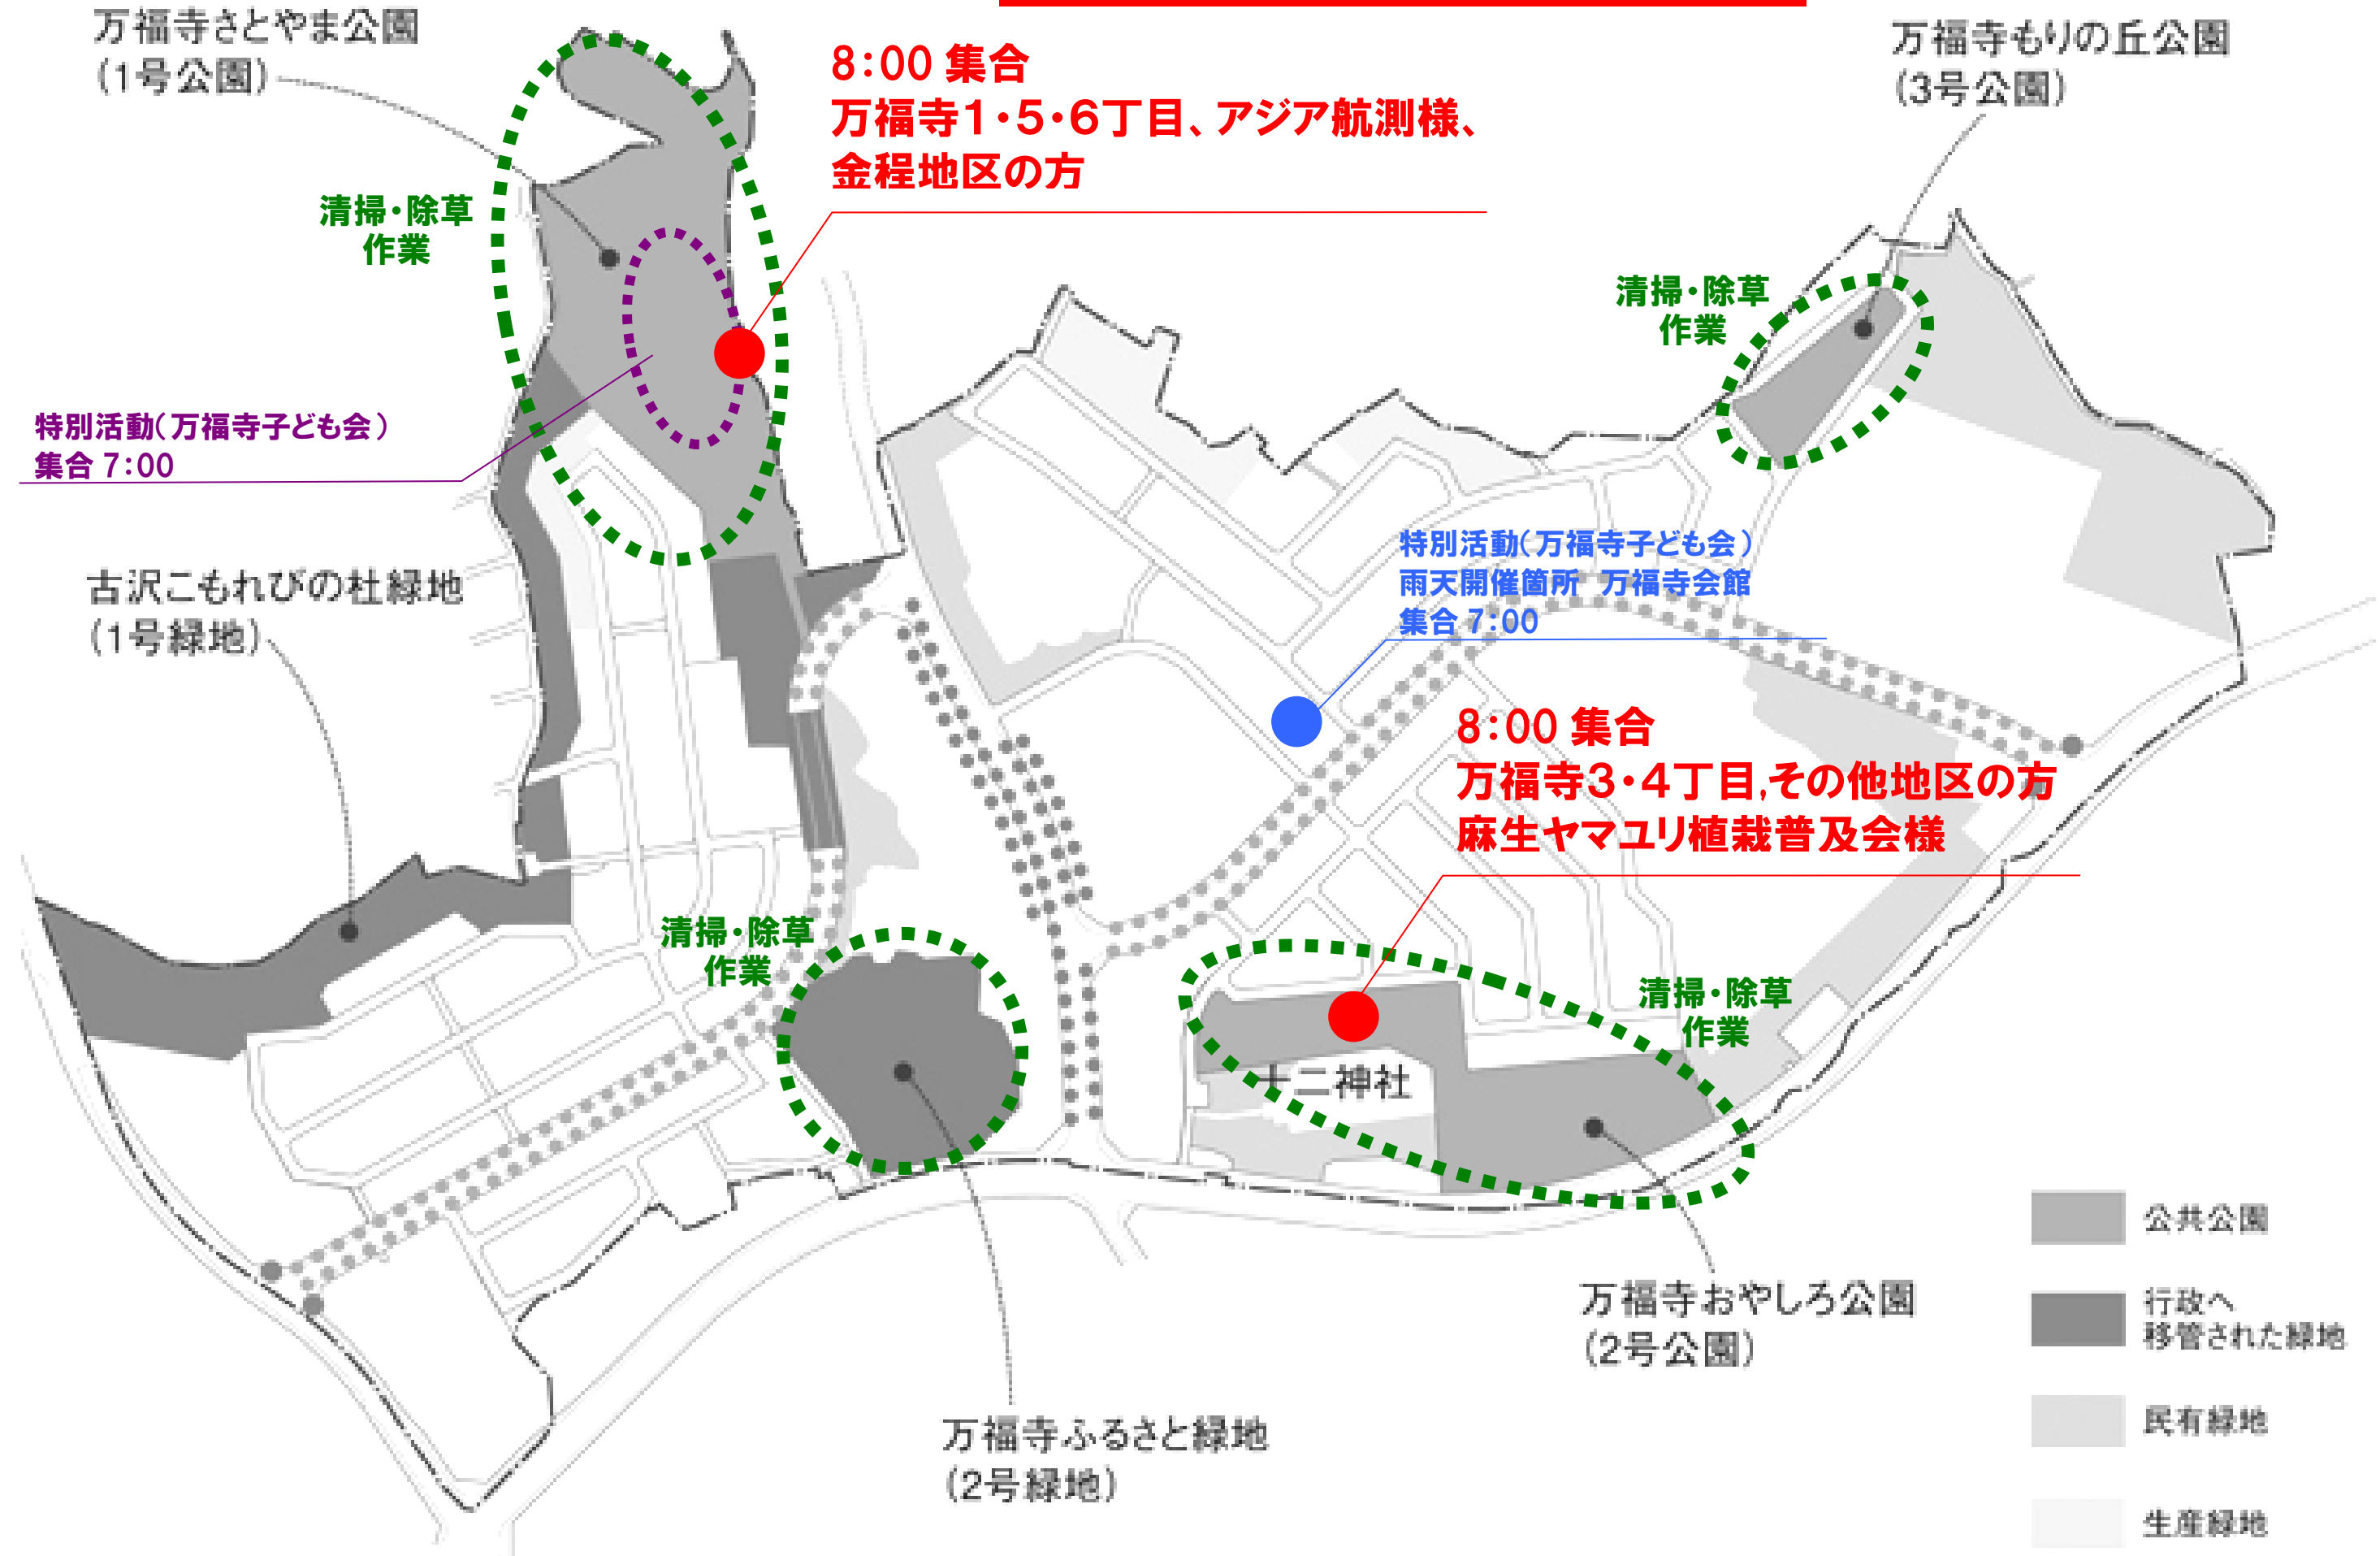 万福寺さとやま公園
(1号公園)
8:00 集合
万福寺1・5・6丁目、アジア航測様、
金程地区の方
万福寺もりの丘公園
(3号公園)
清掃・除草
作業
清掃・除草
作業
特別活動(万福寺子ども会)
集合 7:00
特別活動(万福寺子ども会)
雨天開催箇所 万福寺会館
集合 7:00
古沢こもれびの杜緑地
(1号緑地)
8:00 集合
万福寺3・4丁目,その他地区の方
麻生ヤマユリ植栽普及会様
清掃・除草
作業
清掃・除草
作業
十二神社
万福寺おやしろ公園
(2号公園)
万福寺ふるさと緑地
(2号緑地)
公共公園
行政へ
移管された緑地
民有緑地
生産緑地